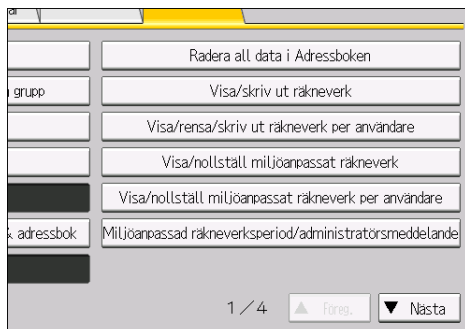 Radera all data i Adressboken
grupp
Visa/skriv ut räkneverk
Visa/rensa/skriv ut räkneverk per användare
Visa/nollställ miljöanpassat räkneverk
Visa/nollställ miljöanpassat räkneverk per användare
& adressbok
Miljöanpassad räkneverksperiod/administratörsmeddelande
1/4
▲ Föreg.
▼ Nästa